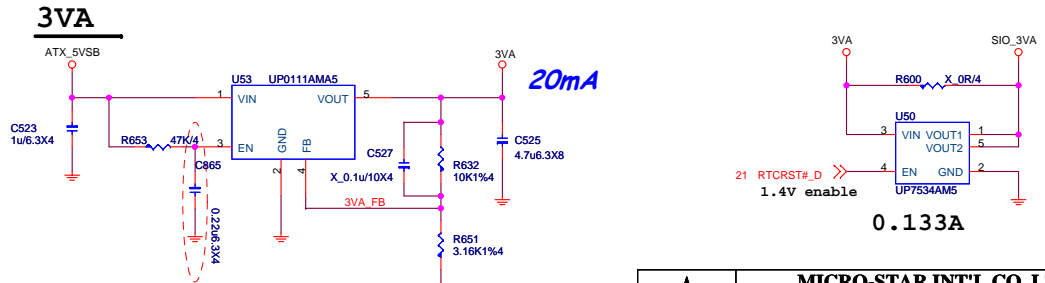 3VA
ATX_5VSB
3VA
20mA
U53 UP0111AMA5
1 VIN VOUT 5
C523
1u/6.3X4
R653 47K/4
3 EN
GND
FB
2
4
C865
0.22u6.3X4
C527
X_0.1u/10X4
R632
10K1%4
C525
4.7u6.3X8
3VA_FB
R651
3.16K1%4
3VA
SIO_3VA
R600 X_0R/4
U50
3 VIN VOUT1 1
VOUT2 5
21 RTCRST#_D 4 EN GND 2
1.4V enable
UP7534AM5
0.133A
MICRO-STAR INT'L CO.,L